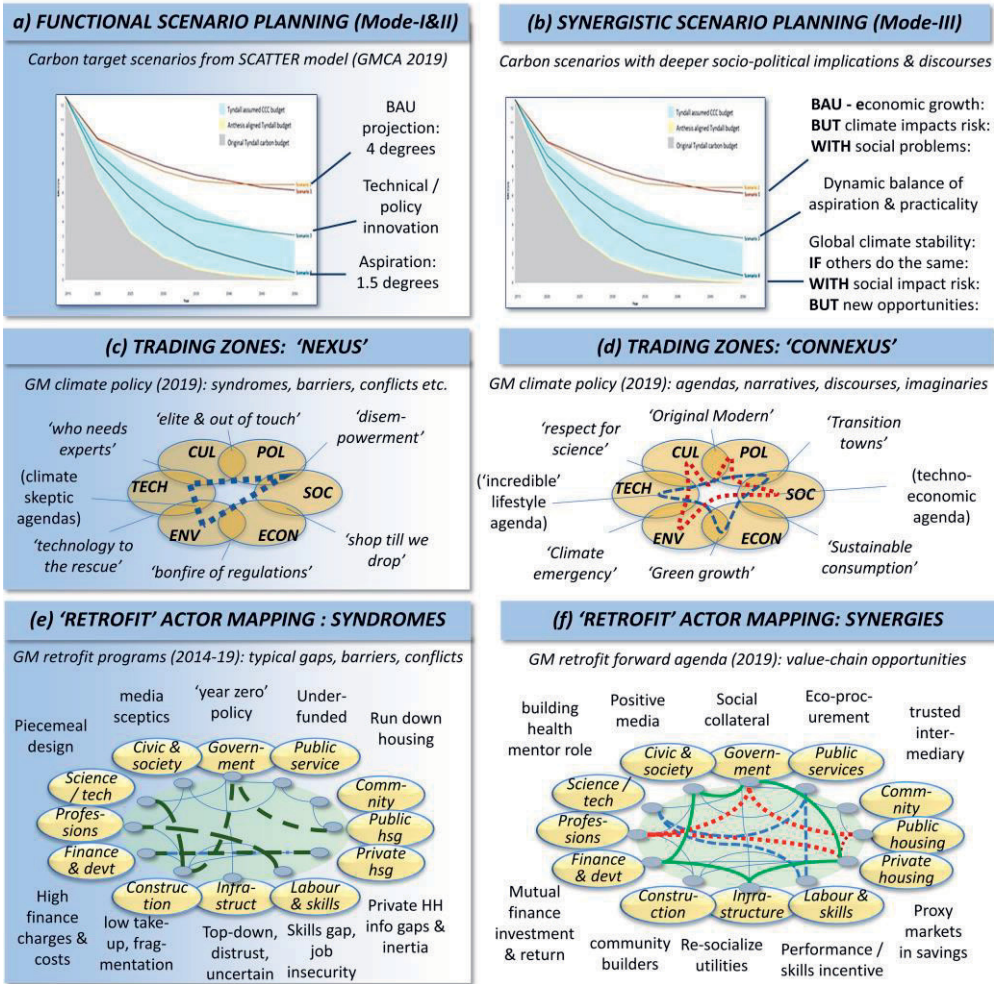 a) FUNCTIONAL SCENARIO PLANNING (Mode-I&II)
Carbon target scenarios from SCATTER model (GMCA 2019)
Tyndall assumed CCC budget
Anthesis aligned Tyndall budget
Original Tyndall carbon budget
BAU
projection:
4 degrees
Technical /
policy
innovation
Aspiration:
1.5 degrees
Year
(b) SYNERGISTIC SCENARIO PLANNING (Mode-III)
Carbon scenarios with deeper socio-political implications & discourses
Tyndall assumed CCC budget
Anthesis aligned Tyndall budget
Original Tyndall carbon budget
BAU - economic growth:
BUT climate impacts risk:
WITH social problems:
Dynamic balance of
aspiration & practicality
Global climate stability:
IF others do the same:
WITH social impact risk:
BUT new opportunities:
Year
(c) TRADING ZONES: ‘NEXUS’
GM climate policy (2019): syndromes, barriers, conflicts etc.
‘who needs
experts’
‘elite & out of touch’
‘disem-
powerment’
(climate
skeptic
agendas)
CUL
POL
TECH
SOC
ENV
ECON
‘technology to
the rescue’
‘bonfire of regulations’
‘shop till we
drop’
(d) TRADING ZONES: ‘CONNEXUS’
GM climate policy (2019): agendas, narratives, discourses, imaginaries
‘respect for
science’
‘Original Modern’
‘Transition
towns’
(‘incredible’
lifestyle
agenda)
CUL
POL
TECH
SOC
ENV
ECON
(techno-
economic
agenda)
‘Climate
emergency’
‘Green growth’
‘Sustainable
consumption’
(e) ‘RETROFIT’ ACTOR MAPPING : SYNDROMES
GM retrofit programs (2014-19): typical gaps, barriers, conflicts
Piecemeal
design
media
sceptics
‘year zero’
policy
Under-
funded
Run down
housing
Civic &
society
Govern-
ment
Public
service
Science
/ tech
Comm-
nity
Profes-
sions
Public
hsg
Finance
& devt
Private
hsg
Construc
tion
Infra-
struct
Labour
& skills
High
finance
charges &
costs
low take-
up, frag-
mentation
Top-down,
distrust,
uncertain
Skills gap,
job
insecurity
Private HH
info gaps &
inertia
(f) ‘RETROFIT’ ACTOR MAPPING: SYNERGIES
GM retrofit forward agenda (2019): value-chain opportunities
building
health
mentor role
Positive
media
Social
collateral
Eco-proc-
urement
trusted
inter-
mediary
Civic &
society
Govern-
ment
Public
services
Science /
tech
Comm-
nity
Profes-
sions
Public
housing
Finance
& devt
Private
housing
Constru-
ction
Infra-
structure
Labour &
skills
Mutual
finance
investment
& return
community
builders
Re-socialize
utilities
Performance /
skills incentive
Proxy
markets
in savings